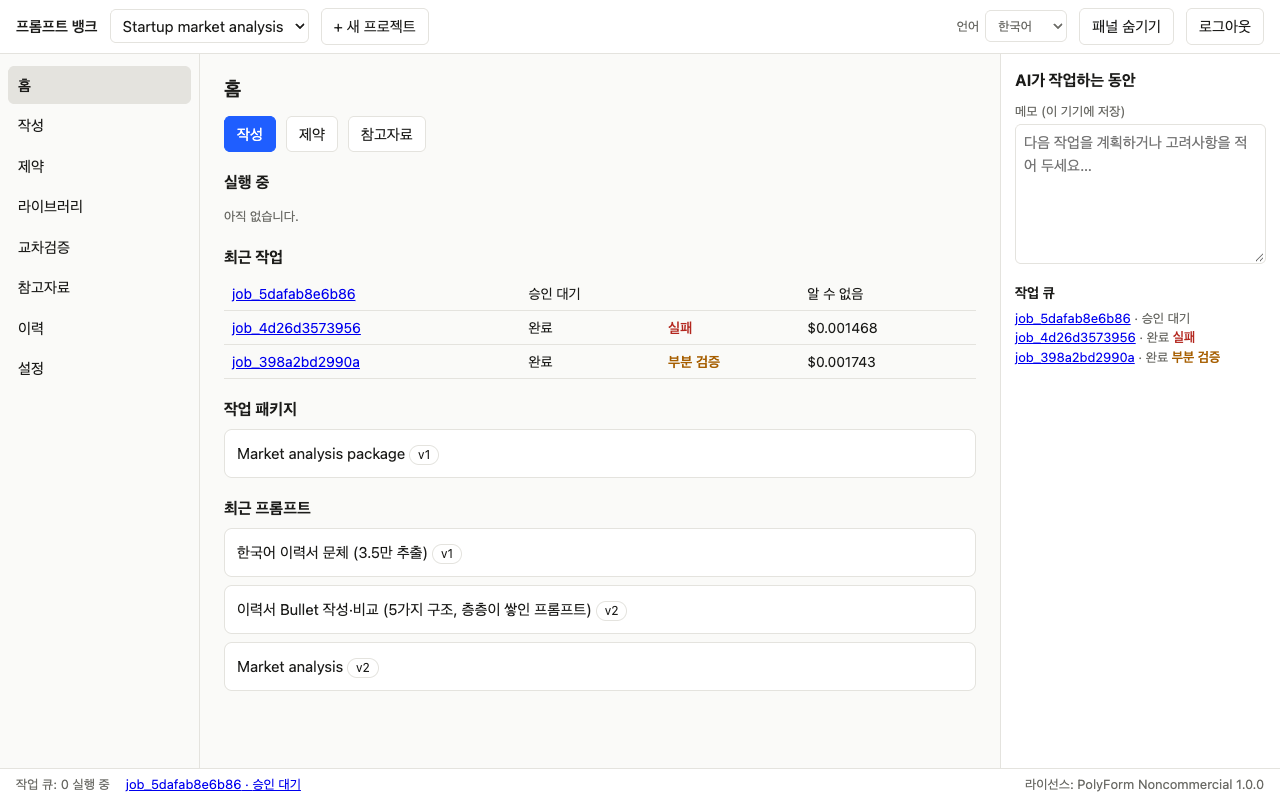 프롬프트 뱅크
Startup market analysis
+ 새 프로젝트
언어
한국어
패널 숨기기
로그아웃
홈
작성
제약
라이브러리
교차검증
참고자료
이력
설정
홈
작성
제약
참고자료
실행 중
아직 없습니다.
최근 작업
job_5dafab8e6b86 승인 대기 알 수 없음
job_4d26d3573956 완료 실패 $0.001468
job_398a2bd2990a 완료 부분 검증 $0.001743
작업 패키지
Market analysis package v1
최근 프롬프트
한국어 이력서 문체 (3.5만 추출) v1
이력서 Bullet 작성·비교 (5가지 구조, 층층이 쌓인 프롬프트) v2
Market analysis v2
AI가 작업하는 동안
메모 (이 기기에 저장)
다음 작업을 계획하거나 고려사항을 적
어 두세요...
작업 큐
job_5dafab8e6b86 · 승인 대기
job_4d26d3573956 · 완료 실패
job_398a2bd2990a · 완료 부분 검증
작업 큐: 0 실행 중
job_5dafab8e6b86 · 승인 대기
라이선스: PolyForm Noncommercial 1.0.0